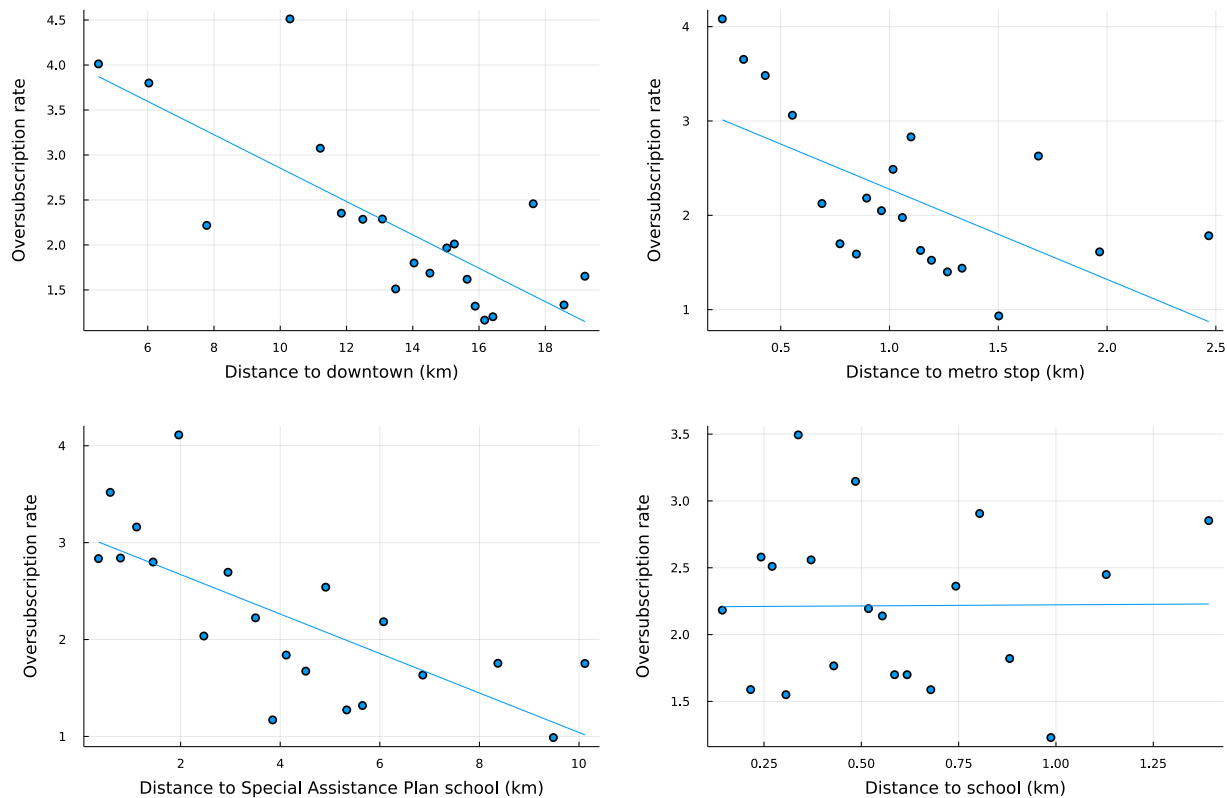 4.5
4.0
3.5
3.0
2.5
2.0
1.5
Oversubscription rate
6 8 10 12 14 16 18
Distance to downtown (km)
4
3
2
1
Oversubscription rate
0.5 1.0 1.5 2.0 2.5
Distance to metro stop (km)
4
3
2
1
Oversubscription rate
2 4 6 8 10
Distance to Special Assistance Plan school (km)
3.5
3.0
2.5
2.0
1.5
Oversubscription rate
0.25 0.50 0.75 1.00 1.25
Distance to school (km)